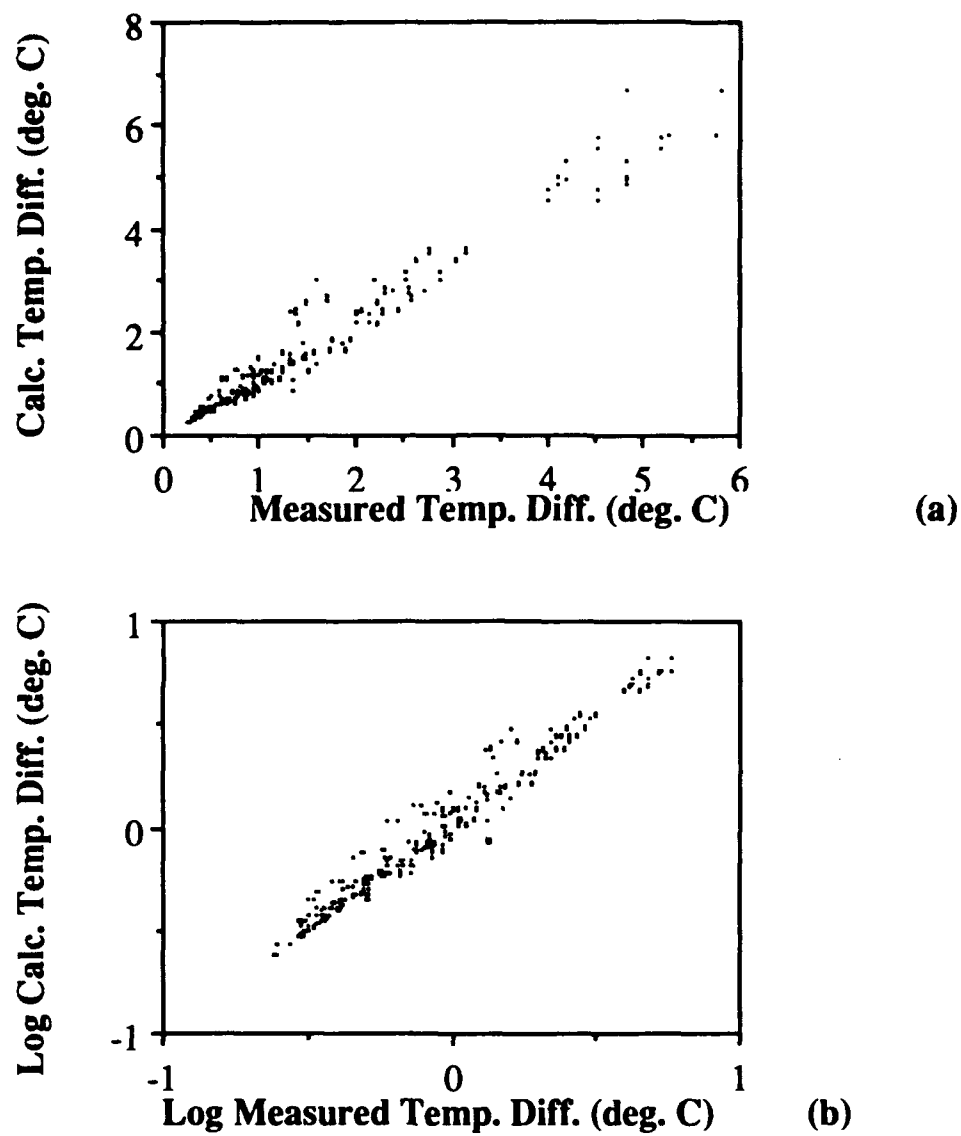 8
6
4
2
0
Calc. Temp. Diff. (deg. C)
0 1 2 3 4 5 6
Measured Temp. Diff. (deg. C) (a)
1
0
-1
Log Calc. Temp. Diff. (deg. C)
-1 0 1
Log Measured Temp. Diff. (deg. C) (b)